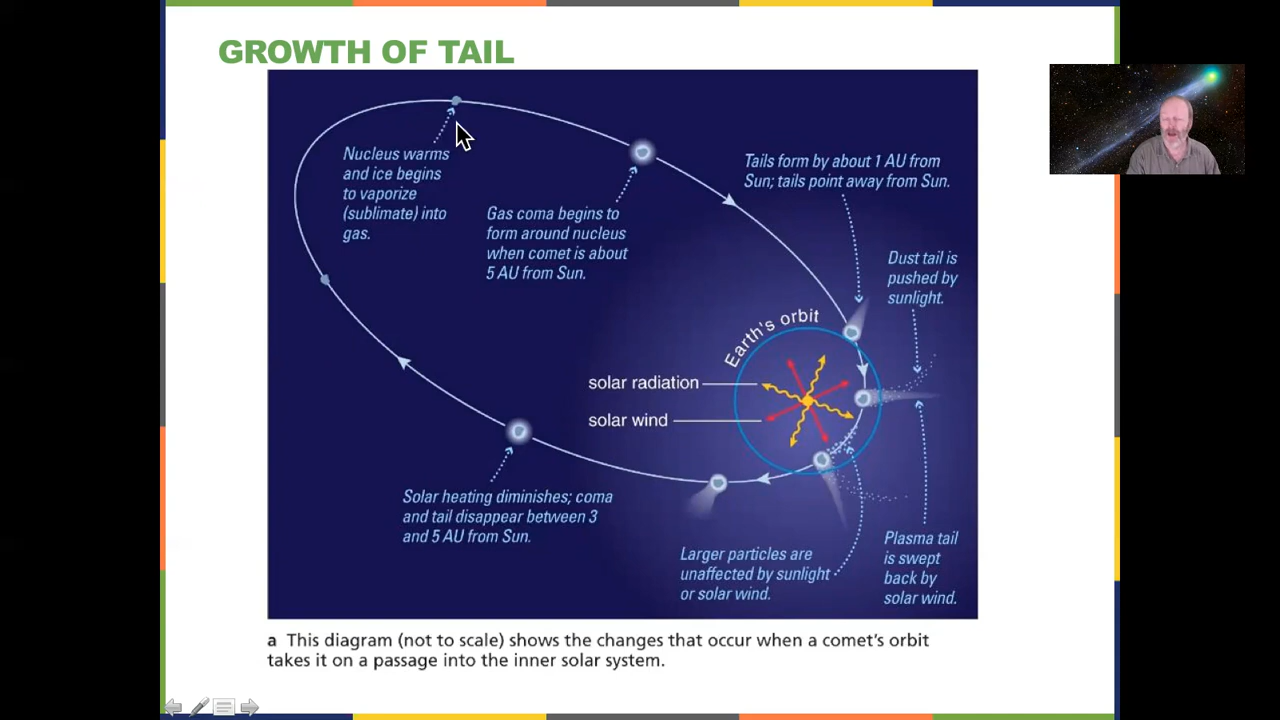 GROWTH OF TAIL
Nucleus warms
and ice begins
to vaporize
(sublimate) into
gas.
Gas coma begins to
form around nucleus
when comet is about
5 AU from Sun.
Tails form by about 1 AU from
Sun; tails point away from Sun.
Dust tail is
pushed by
sunlight.
Earth's orbit
solar radiation
solar wind
Solar heating diminishes; coma
and tail disappear between 3
and 5 AU from Sun.
Larger particles are
unaffected by sunlight
or solar wind.
Plasma tail
is swept
back by
solar wind.
a This diagram (not to scale) shows the changes that occur when a comet's orbit
takes it on a passage into the inner solar system.